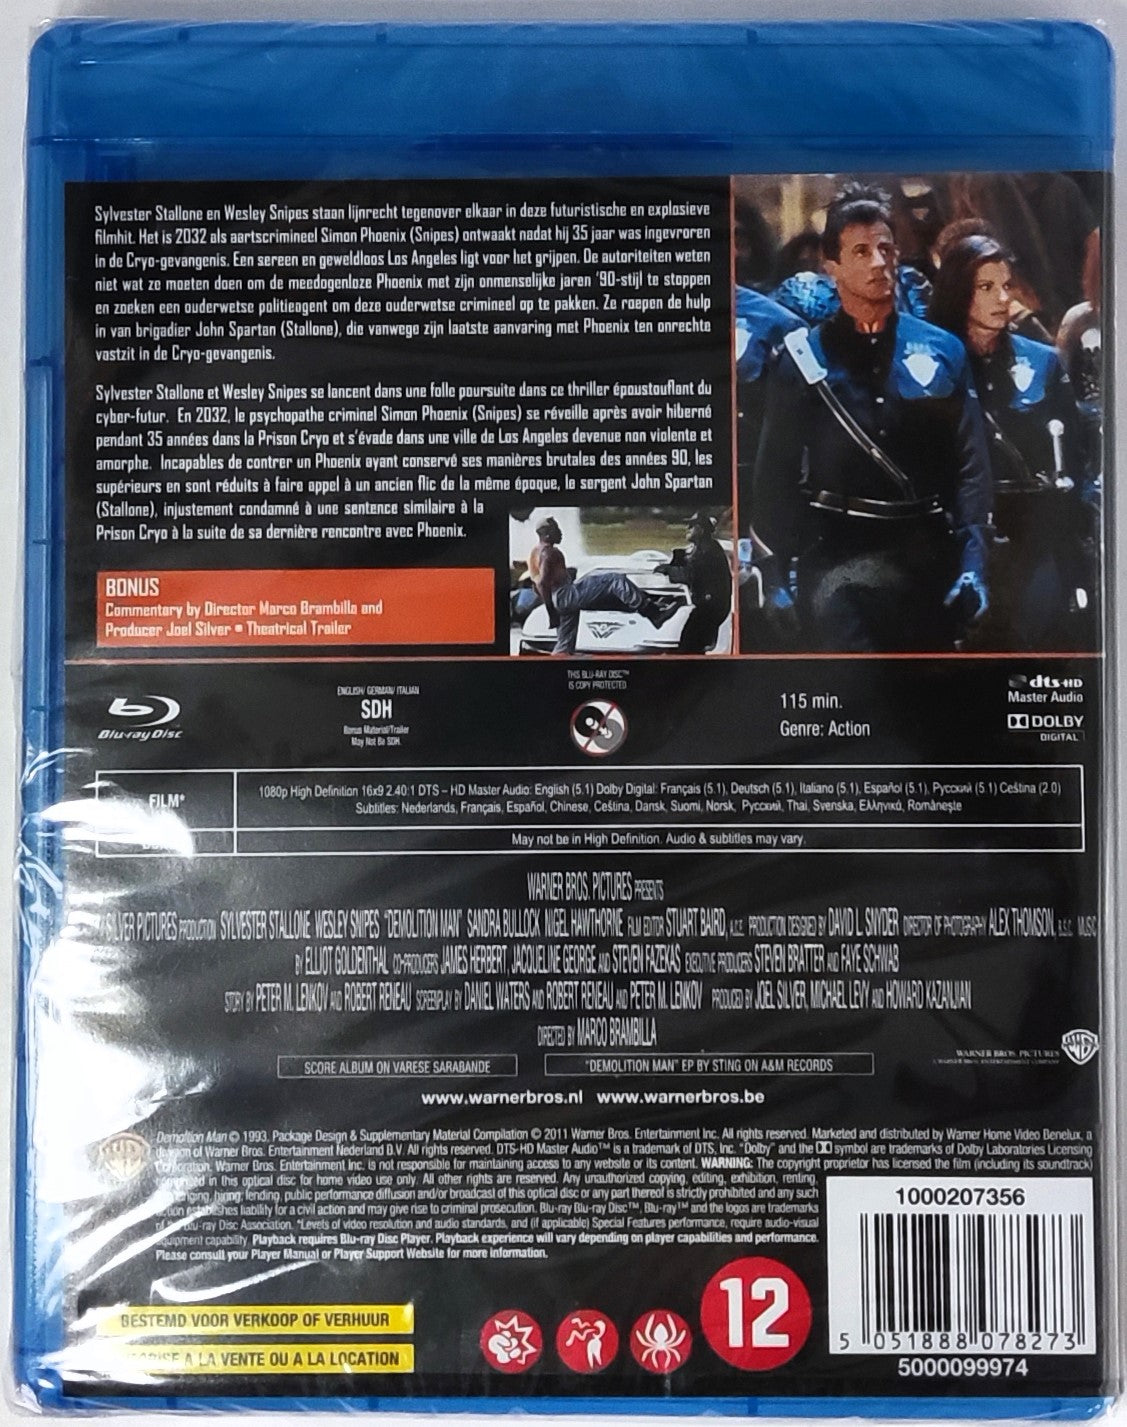 Sylvester Stallone en Wesley Snipes staan lijnrecht tegenover elkaar in deze futuristische en explosieve
filmhit. Het is 2032 als aartscrimineel Simon Phoenix (Snipes) ontwaakt nadat hij 35 jaar was ingevroren
in de Cryo-gevangenis. Een sereen en geweldloos Los Angeles ligt voor het grijpen. De autoriteiten weten
niet wat ze moeten doen om de meedogenloze Phoenix met zijn onmenselijke jaren '90-stijl te stoppen
en zoeken een ouderwetse politieagent om deze ouderwetse crimineel op te pakken. Ze roepen de hulp
in van brigadier John Spartan (Stallone), die vanwege zijn laatste aanvaring met Phoenix ten onrechte
vastzit in de Cryo-gevangenis.
Sylvester Stallone et Wesley Snipes se lancent dans une folle poursuite dans ce thriller époustouflant du
cyber-futur. En 2032, le psychopathe criminel Simon Phoenix (Snipes) se réveille après avoir hiberné
pendant 35 années dans la Prison Cryo et s'évade dans une ville de Los Angeles devenue non violente et
amorphe. Incapables de contrer un Phoenix ayant conservé ses manières brutales des années 90, les
supérieurs en sont réduits à faire appel à un ancien flic de la même époque, le sergent John Spartan
(Stallone), injustement condamné à une sentence similaire à la
Prison Cryo à la suite de sa dernière rencontre avec Phoenix.
BONUS
Commentary by Director Marco Brambilla and
Producer Joel Silver • Theatrical Trailer
Blu-ray Disc
ENGLISH/ GERMAN/ ITALIAN
SDH
Bonus Material/Trailer
May Not Be SDH.
THIS BLU-RAY DISC™
IS COPY PROTECTED
115 min.
Genre: Action
dts-HD
Master Audio
DOLBY
DIGITAL
FILM*
1080p High Definition 16x9 2.40:1 DTS – HD Master Audio: English (5.1) Dolby Digital: Français (5.1), Deutsch (5.1), Italiano (5.1), Español (5.1), Русский (5.1) Ceština (2.0)
Subtitles: Nederlands, Français, Español, Chinese, Ceština, Dansk, Suomi, Norsk, Русский, Thai, Svenska, Ελληνικά, Româneşte
May not be in High Definition. Audio & subtitles may vary.
WARNER BROS. PICTURES PRESENTS
A SILVER PICTURES PRODUCTION SYLVESTER STALLONE WESLEY SNIPES "DEMOLITION MAN" SANDRA BULLOCK NIGEL HAWTHORNE FILM EDITOR STUART BAIRD, A.C.E. PRODUCTION DESIGNED BY DAVID L. SNYDER DIRECTOR OF PHOTOGRAPHY ALEX THOMSON, B.S.C. MUSIC
BY ELLIOT GOLDENTHAL CO-PRODUCERS JAMES HERBERT, JACQUELINE GEORGE AND STEVEN FAZEKAS EXECUTIVE PRODUCERS STEVEN BRATTER AND FAYE SCHWAB
STORY BY PETER M. LENKOV AND ROBERT RENEAU SCREENPLAY BY DANIEL WATERS AND ROBERT RENEAU AND PETER M. LENKOV PRODUCED BY JOEL SILVER, MICHAEL LEVY AND HOWARD KAZANJIAN
DIRECTED BY MARCO BRAMBILLA
SCORE ALBUM ON VARESE SARABANDE
"DEMOLITION MAN" EP BY STING ON A&M RECORDS
WARNER BROS. PICTURES
www.warnerbros.nl www.warnerbros.be
Demolition Man © 1993. Package Design & Supplementary Material Compilation © 2011 Warner Bros. Entertainment Inc. All rights reserved. Marketed and distributed by Warner Home Video Benelux, a
division of Warner Bros. Entertainment Nederland B.V. All rights reserved. DTS-HD Master Audio™ is a trademark of DTS, Inc. "Dolby" and the symbol are trademarks of Dolby Laboratories Licensing
Corporation. Warner Bros. Entertainment Inc. is not responsible for maintaining access to any website or its content. WARNING: The copyright proprietor has licensed the film (including its soundtrack)
in this optical disc for home video use only. All other rights are reserved. Any unauthorized copying, editing, exhibition, renting,
hiring, lending, public performance diffusion and/or broadcast of this optical disc or any part thereof is strictly prohibited and any such
action establishes liability for a civil action and may give rise to criminal prosecution. Blu-ray Blu-ray Disc™, Blu-ray™ and the logos are trademark
of the Blu-ray Disc Association. *Levels of video resolution and audio standards, and (if applicable) Special Features performance, require audio-visual
equipment capability. Playback requires Blu-ray Disc Player. Playback experience will vary depending on player capabilities and performance.
Please consult your Player Manual or Player Support Website for more information.
BESTEMD VOOR VERKOOP OF VERHUUR
A LA VENTE OU A LA LOCATION
12
1000207356
5 051888 078273
5000099974